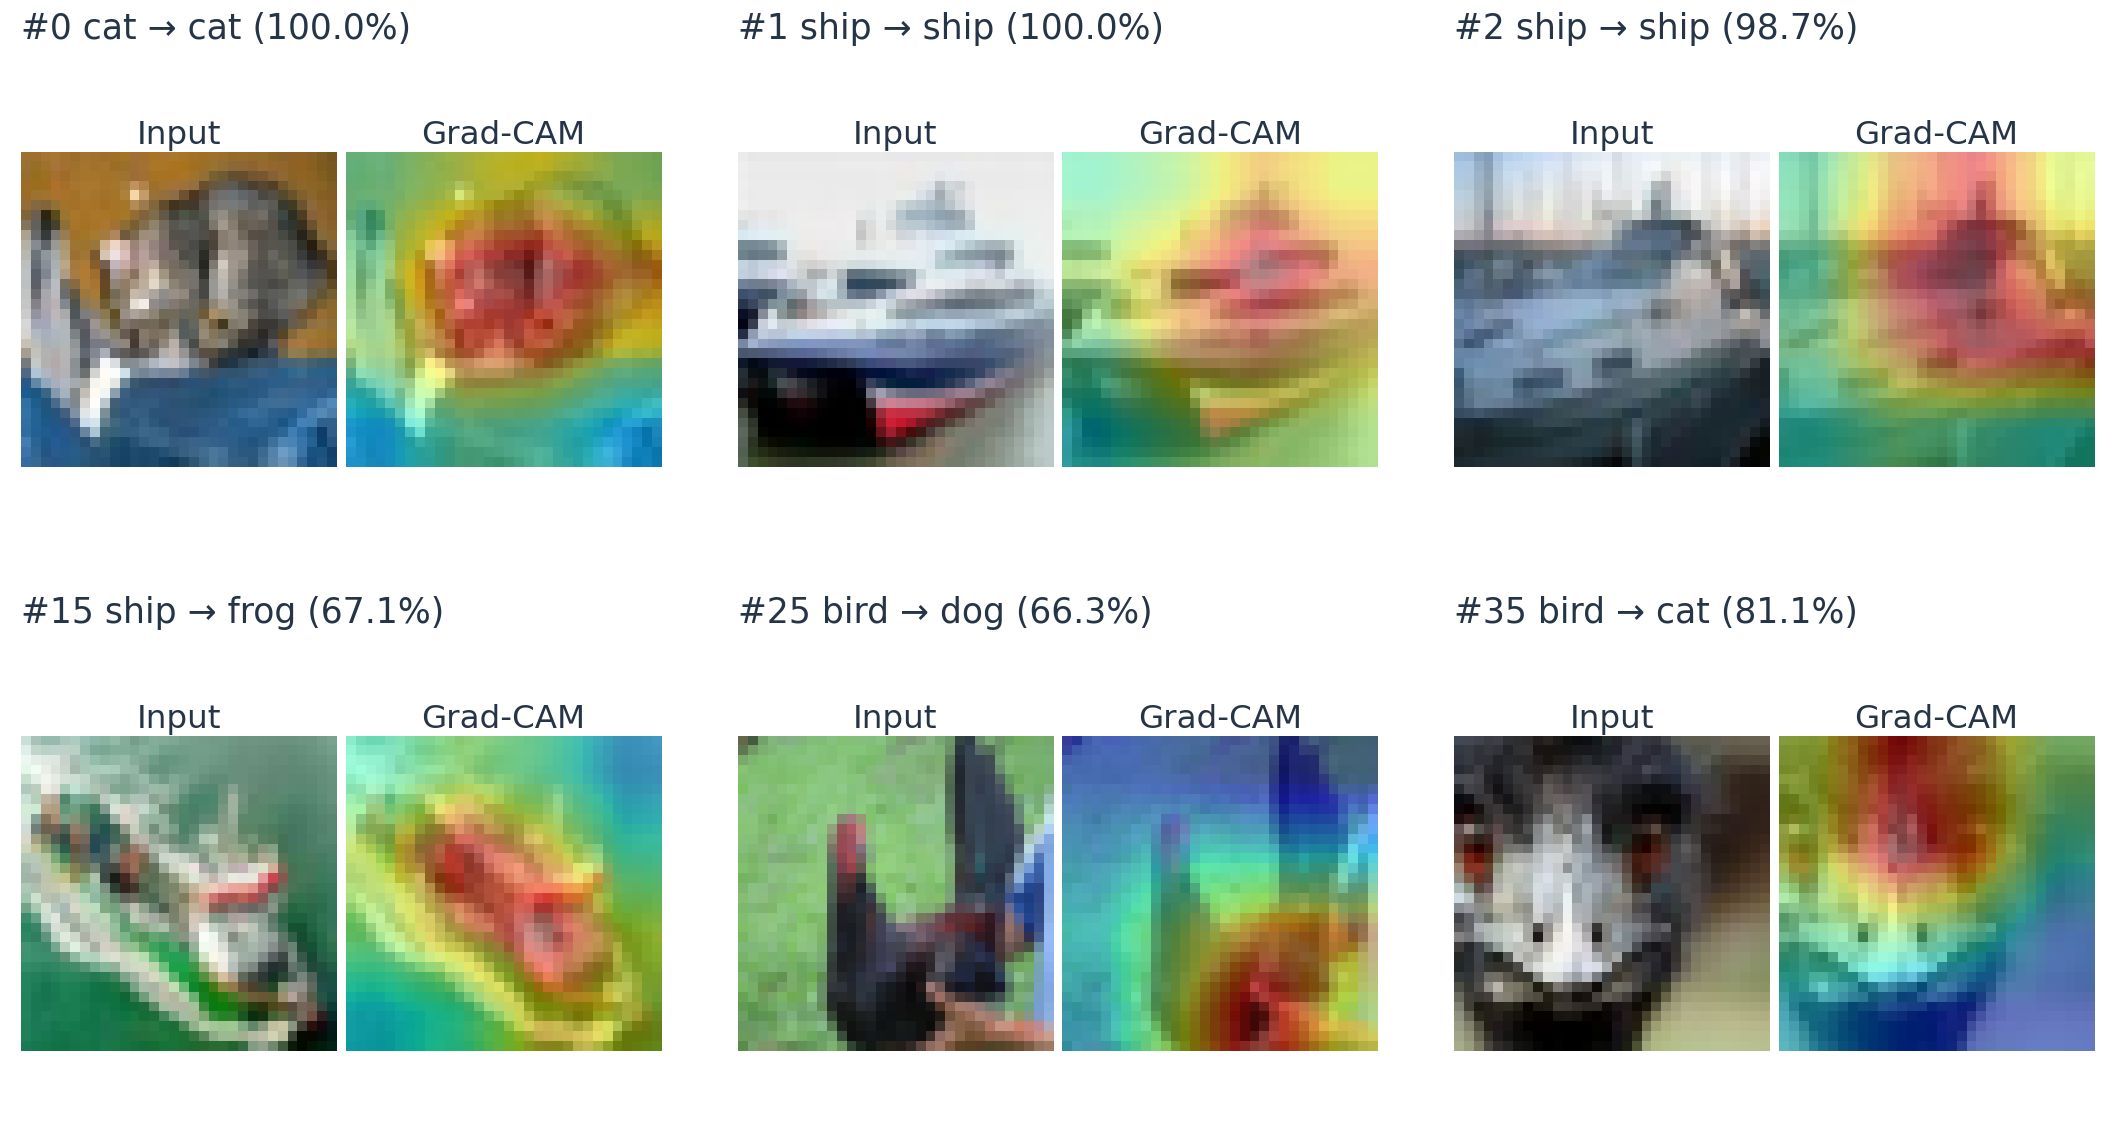 #0 cat → cat (100.0%)
#1 ship → ship (100.0%)
#2 ship → ship (98.7%)
Input
Grad-CAM
Input
Grad-CAM
Input
Grad-CAM
#15 ship → frog (67.1%)
#25 bird → dog (66.3%)
#35 bird → cat (81.1%)
Input
Grad-CAM
Input
Grad-CAM
Input
Grad-CAM